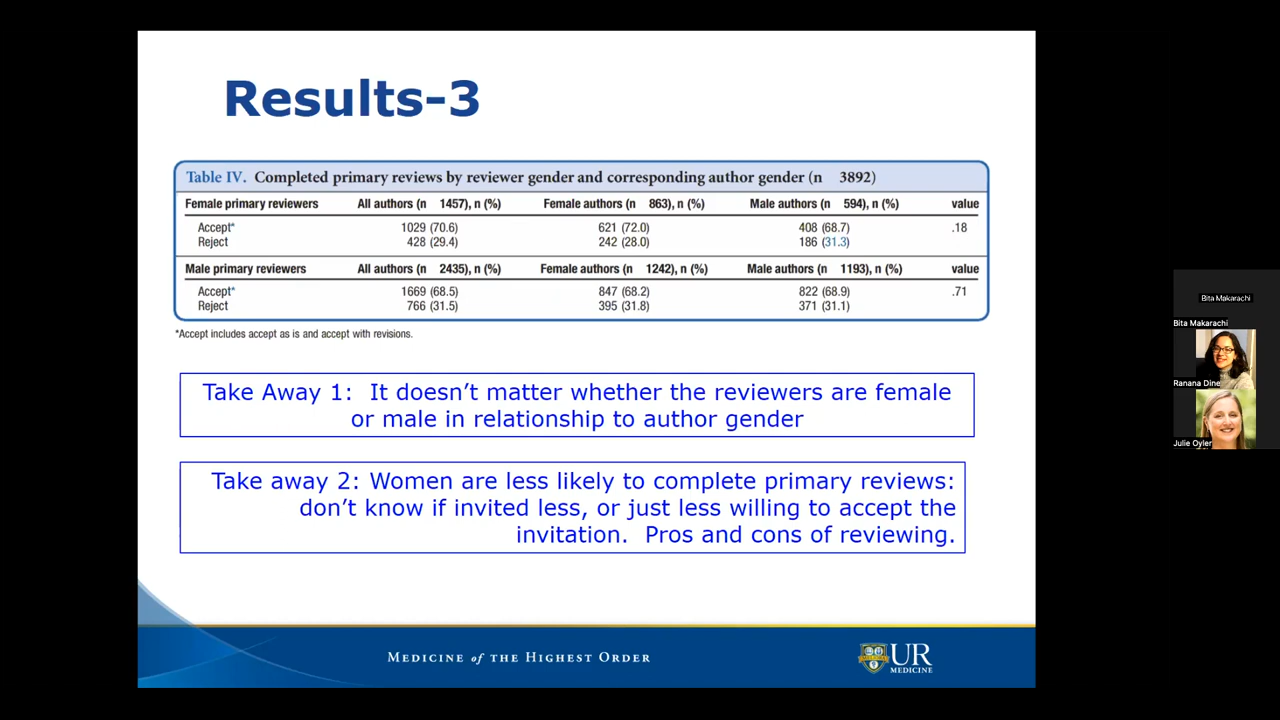 Results-3
Table IV. Completed primary reviews by reviewer gender and corresponding author gender (n 3892)
Female primary reviewers All authors (n 1457), n (%) Female authors (n 863), n (%) Male authors (n 594), n (%) value
Accept* 1029 (70.6) 621 (72.0) 408 (68.7) .18
Reject 428 (29.4) 242 (28.0) 186 (31.3)
Male primary reviewers All authors (n 2435), n (%) Female authors (n 1242), n (%) Male authors (n 1193), n (%) value
Accept* 1669 (68.5) 847 (68.2) 822 (68.9) .71
Reject 766 (31.5) 395 (31.8) 371 (31.1)
*Accept includes accept as is and accept with revisions.
Take Away 1: It doesn't matter whether the reviewers are female
or male in relationship to author gender
Take away 2: Women are less likely to complete primary reviews:
don't know if invited less, or just less willing to accept the
invitation. Pros and cons of reviewing.
MEDICINE of THE HIGHEST ORDER
UR
MEDICINE
Bita Makarachi
Bita Makarachi
Ranana Dine
Julie Oyler